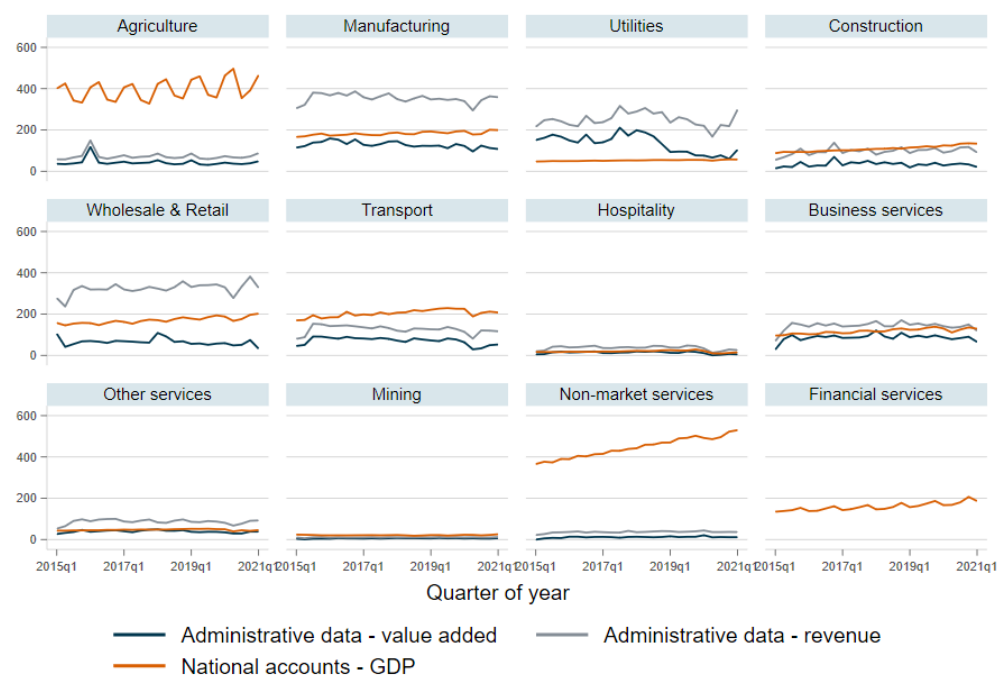 Agriculture Manufacturing Utilities Construction
600
400
200
0
Wholesale & Retail Transport Hospitality Business services
600
400
200
0
Other services Mining Non-market services Financial services
600
400
200
0
2015q1 2017q1 2019q1 2021q1 2015q1 2017q1 2019q1 2021q1 2015q1 2017q1 2019q1 2021q1 2015q1 2017q1 2019q1 2021q1
Quarter of year
Administrative data - value added Administrative data - revenue
National accounts - GDP